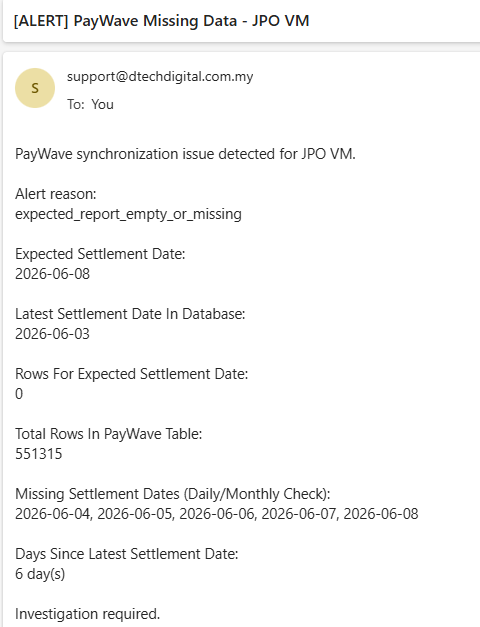 [ALERT] PayWave Missing Data - JPO VM
S
support@dtechdigital.com.my
To: You
PayWave synchronization issue detected for JPO VM.
Alert reason:
expected_report_empty_or_missing
Expected Settlement Date:
2026-06-08
Latest Settlement Date In Database:
2026-06-03
Rows For Expected Settlement Date:
0
Total Rows In PayWave Table:
551315
Missing Settlement Dates (Daily/Monthly Check):
2026-06-04, 2026-06-05, 2026-06-06, 2026-06-07, 2026-06-08
Days Since Latest Settlement Date:
6 day(s)
Investigation required.